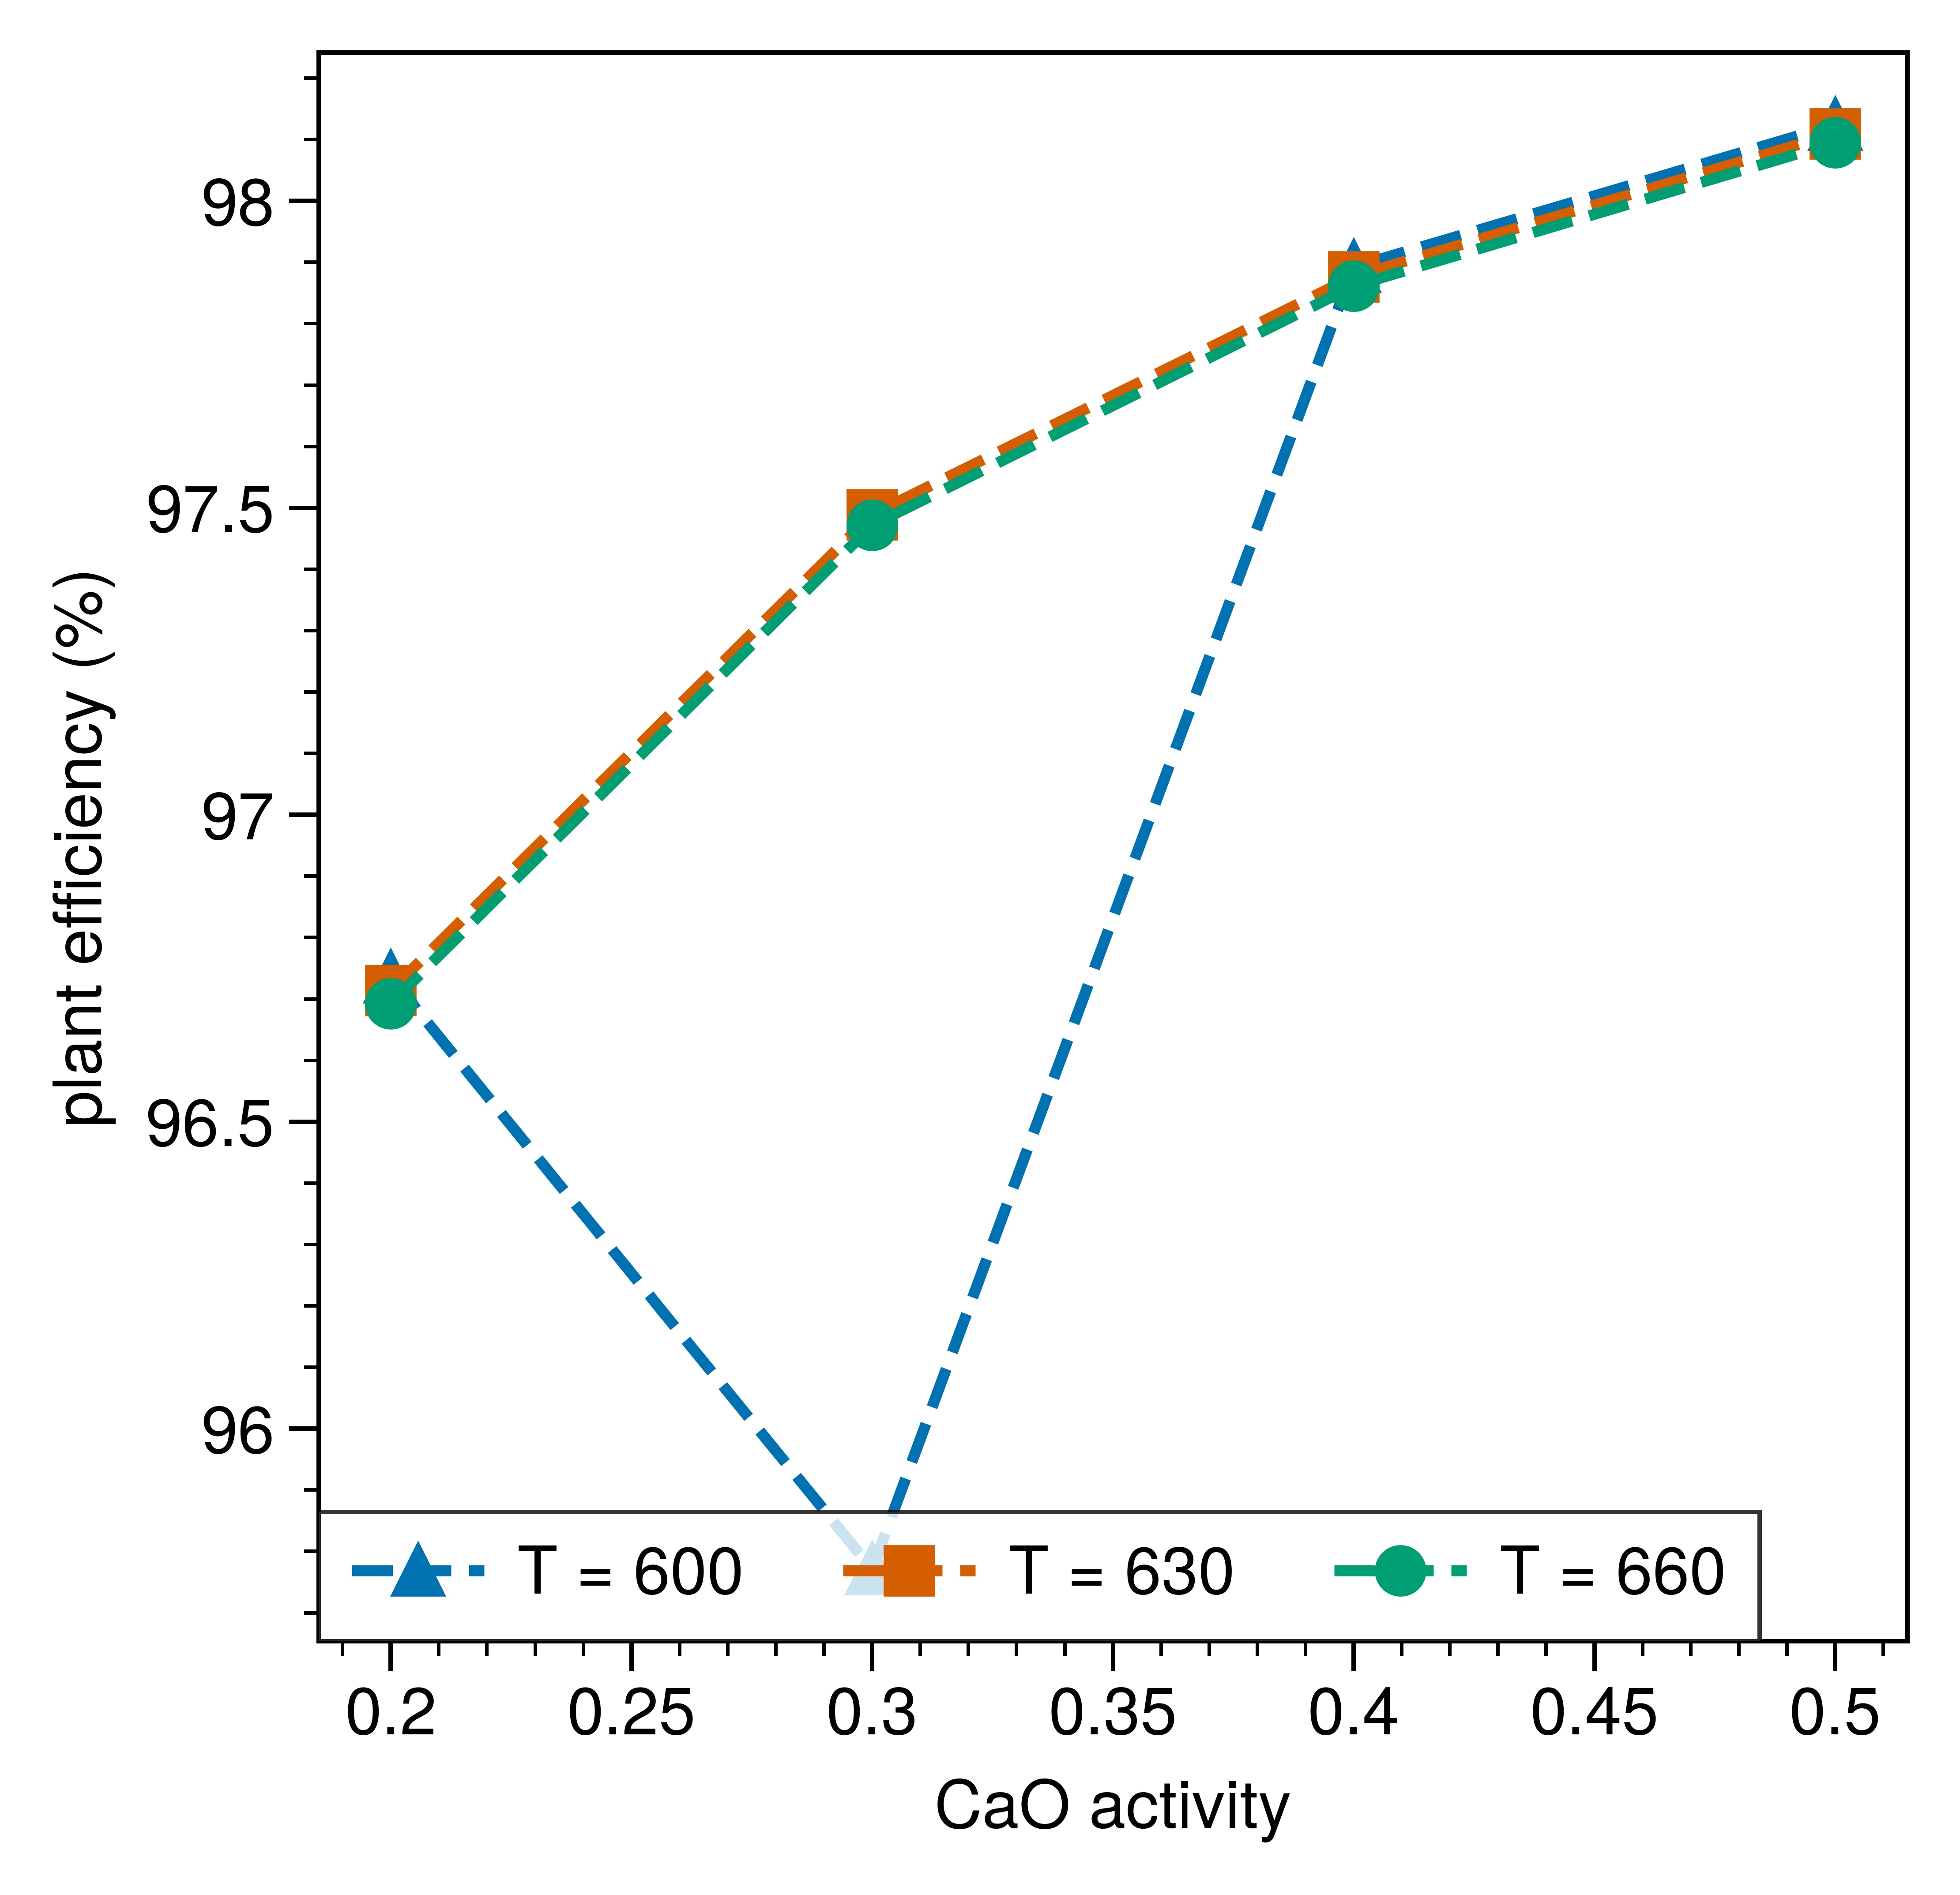 98
97.5
97
96.5
96
plant efficiency (%)
T = 600 T = 630 T = 660
0.2 0.25 0.3 0.35 0.4 0.45 0.5
CaO activity